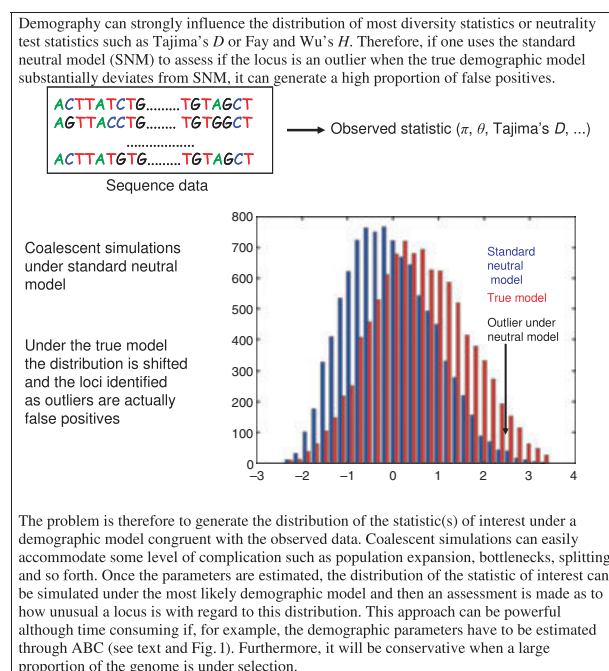 Demography can strongly influence the distribution of most diversity statistics or neutrality
test statistics such as Tajima's D or Fay and Wu's H. Therefore, if one uses the standard
neutral model (SNM) to assess if the locus is an outlier when the true demographic model
substantially deviates from SNM, it can generate a high proportion of false positives.
ACTTATCTG.........TGTAGCT
AGTTACCTG...... TGTGGCT
..................
ACTTATGTG......TGTAGCT
Observed statistic (π, θ, Tajima's D, ...)
Sequence data
Coalescent simulations
under standard neutral
model
Under the true model
the distribution is shifted
and the loci identified
as outliers are actually
false positives
800
700
600
500
400
300
200
100
0
Standard
neutral
model
True model
Outlier under
neutral model
−3 −2 −1 0 1 2 3 4
The problem is therefore to generate the distribution of the statistic(s) of interest under a
demographic model congruent with the observed data. Coalescent simulations can easily
accommodate some level of complication such as population expansion, bottlenecks, splitting
and so forth. Once the parameters are estimated, the distribution of the statistic of interest can
be simulated under the most likely demographic model and then an assessment is made as to
how unusual a locus is with regard to this distribution. This approach can be powerful
although time consuming if, for example, the demographic parameters have to be estimated
through ABC (see text and Fig. 1). Furthermore, it will be conservative when a large
proportion of the genome is under selection.